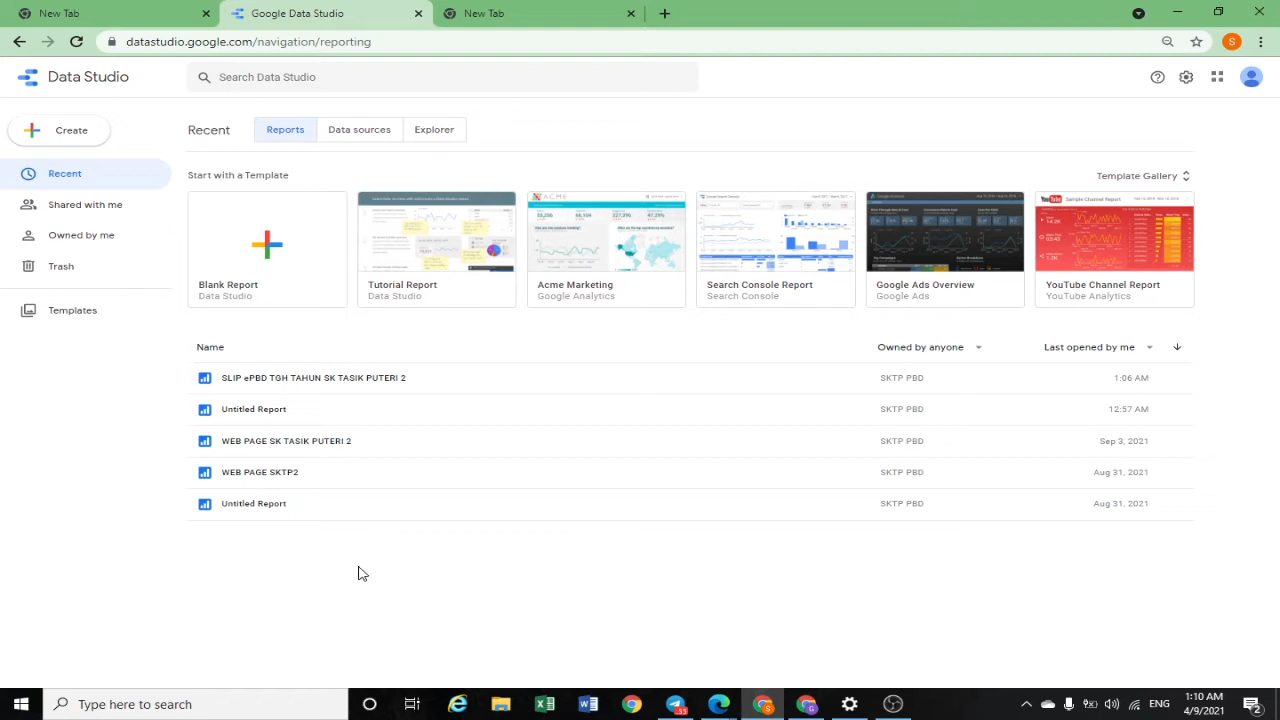 New Tab
Google Data Studio
New Tab
datastudio.google.com/navigation/reporting
S
Data Studio
Search Data Studio
Create
Recent
Reports
Data sources
Explorer
Recent
Shared with me
Owned by me
Trash
Templates
Start with a Template
Template Gallery
ACME
YouTube
Sample Channel Report
Blank Report
Data Studio
Tutorial Report
Data Studio
Acme Marketing
Google Analytics
Search Console Report
Search Console
Google Ads Overview
Google Ads
YouTube Channel Report
YouTube Analytics
Name
Owned by anyone
Last opened by me
SLIP ePBD TGH TAHUN SK TASIK PUTERI 2
SKTP PBD
1:06 AM
Untitled Report
SKTP PBD
12:57 AM
WEB PAGE SK TASIK PUTERI 2
SKTP PBD
Sep 3, 2021
WEB PAGE SKTP2
SKTP PBD
Aug 31, 2021
Untitled Report
SKTP PBD
Aug 31, 2021
Type here to search
ENG
1:10 AM
4/9/2021
2